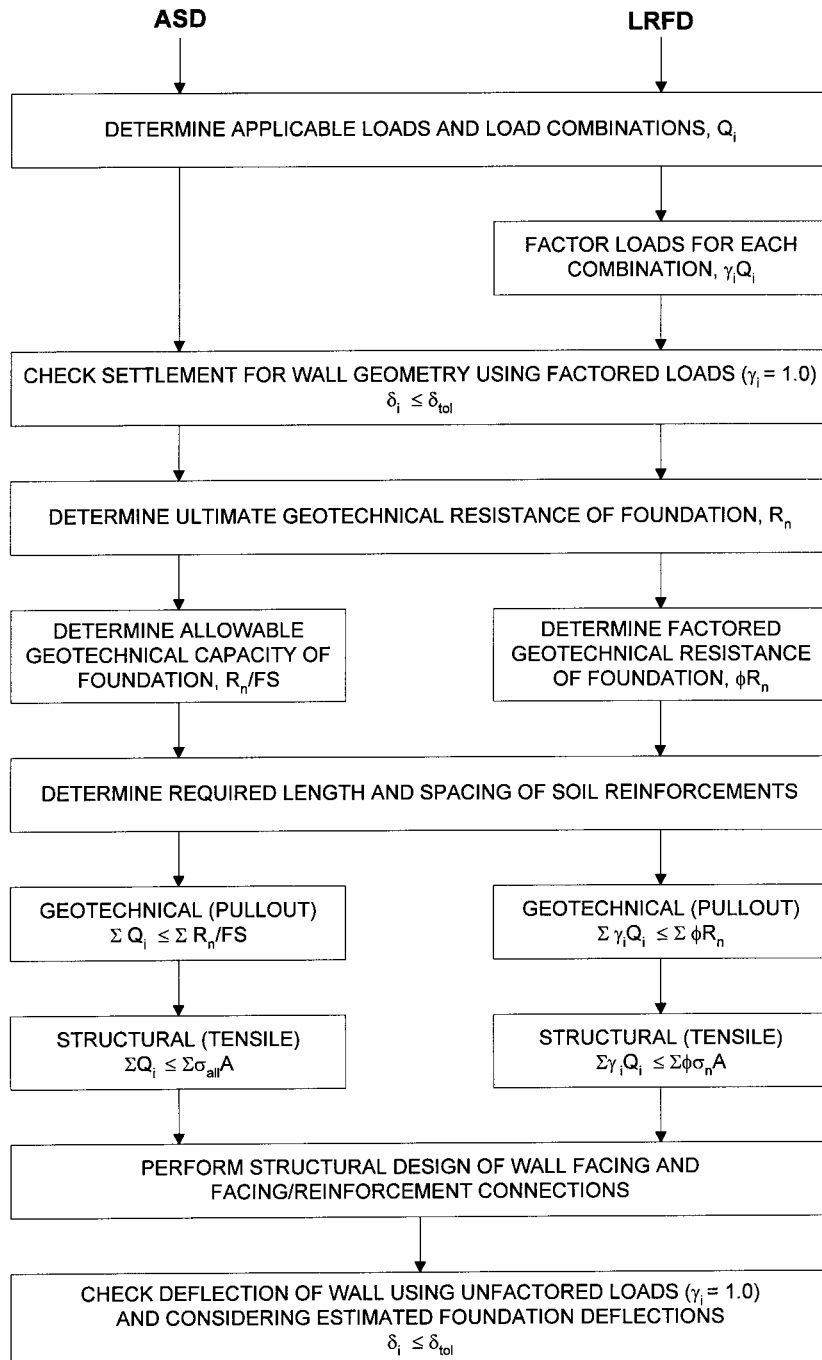 ASD
LRFD
DETERMINE APPLICABLE LOADS AND LOAD COMBINATIONS, Qi
FACTOR LOADS FOR EACH
COMBINATION, γiQi
CHECK SETTLEMENT FOR WALL GEOMETRY USING FACTORED LOADS (γi = 1.0)
δi ≤ δtol
DETERMINE ULTIMATE GEOTECHNICAL RESISTANCE OF FOUNDATION, Rn
DETERMINE ALLOWABLE
GEOTECHNICAL CAPACITY OF
FOUNDATION, Rn/FS
DETERMINE FACTORED
GEOTECHNICAL RESISTANCE
OF FOUNDATION, ϕRn
DETERMINE REQUIRED LENGTH AND SPACING OF SOIL REINFORCEMENTS
GEOTECHNICAL (PULLOUT)
Σ Qi ≤ Σ Rn/FS
GEOTECHNICAL (PULLOUT)
Σ γiQi ≤ Σ ϕRn
STRUCTURAL (TENSILE)
ΣQi ≤ ΣσallA
STRUCTURAL (TENSILE)
ΣγiQi ≤ ΣϕσnA
PERFORM STRUCTURAL DESIGN OF WALL FACING AND
FACING/REINFORCEMENT CONNECTIONS
CHECK DEFLECTION OF WALL USING UNFACTORED LOADS (γi = 1.0)
AND CONSIDERING ESTIMATED FOUNDATION DEFLECTIONS
δi ≤ δtol